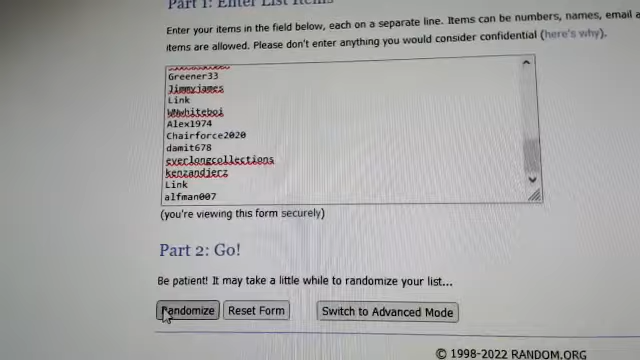 Part 1: Enter List Items
Enter your items in the field below, each on a separate line. Items can be numbers, names, email a
items are allowed. Please don't enter anything you would consider confidential (here's why).
Greener33
Jimmyjames
Link
WNwhiteboi
Alex1974
Chairforce2020
damit678
everlongcollections
kenzandjerz
Link
alfman007
(you're viewing this form securely)
Part 2: Go!
Be patient! It may take a little while to randomize your list...
Randomize Reset Form Switch to Advanced Mode
© 1998-2022 RANDOM.ORG